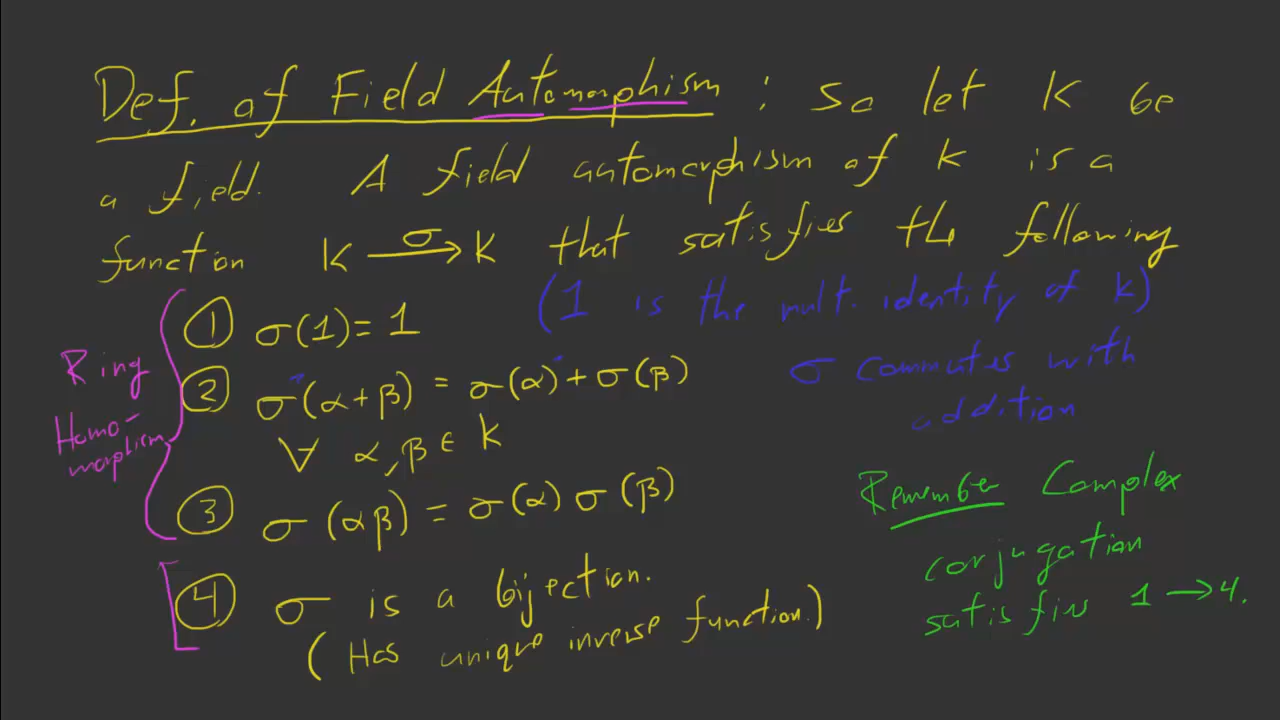 Def. of Field Automorphism : So let K be
a field. A field automorphism of K is a
function K —σ→ K that satisfies the following
① σ(1) = 1 (1 is the mult. identity of K)
② σ(α+β) = σ(α) + σ(β) σ commutes with
addition
∀ α, β ∈ K
③ σ(αβ) = σ(α) σ(β)
④ σ is a bijection.
(Has unique inverse function.)
Ring
Homo-
morphism
Remember Complex
conjugation
satisfies 1 → 4.